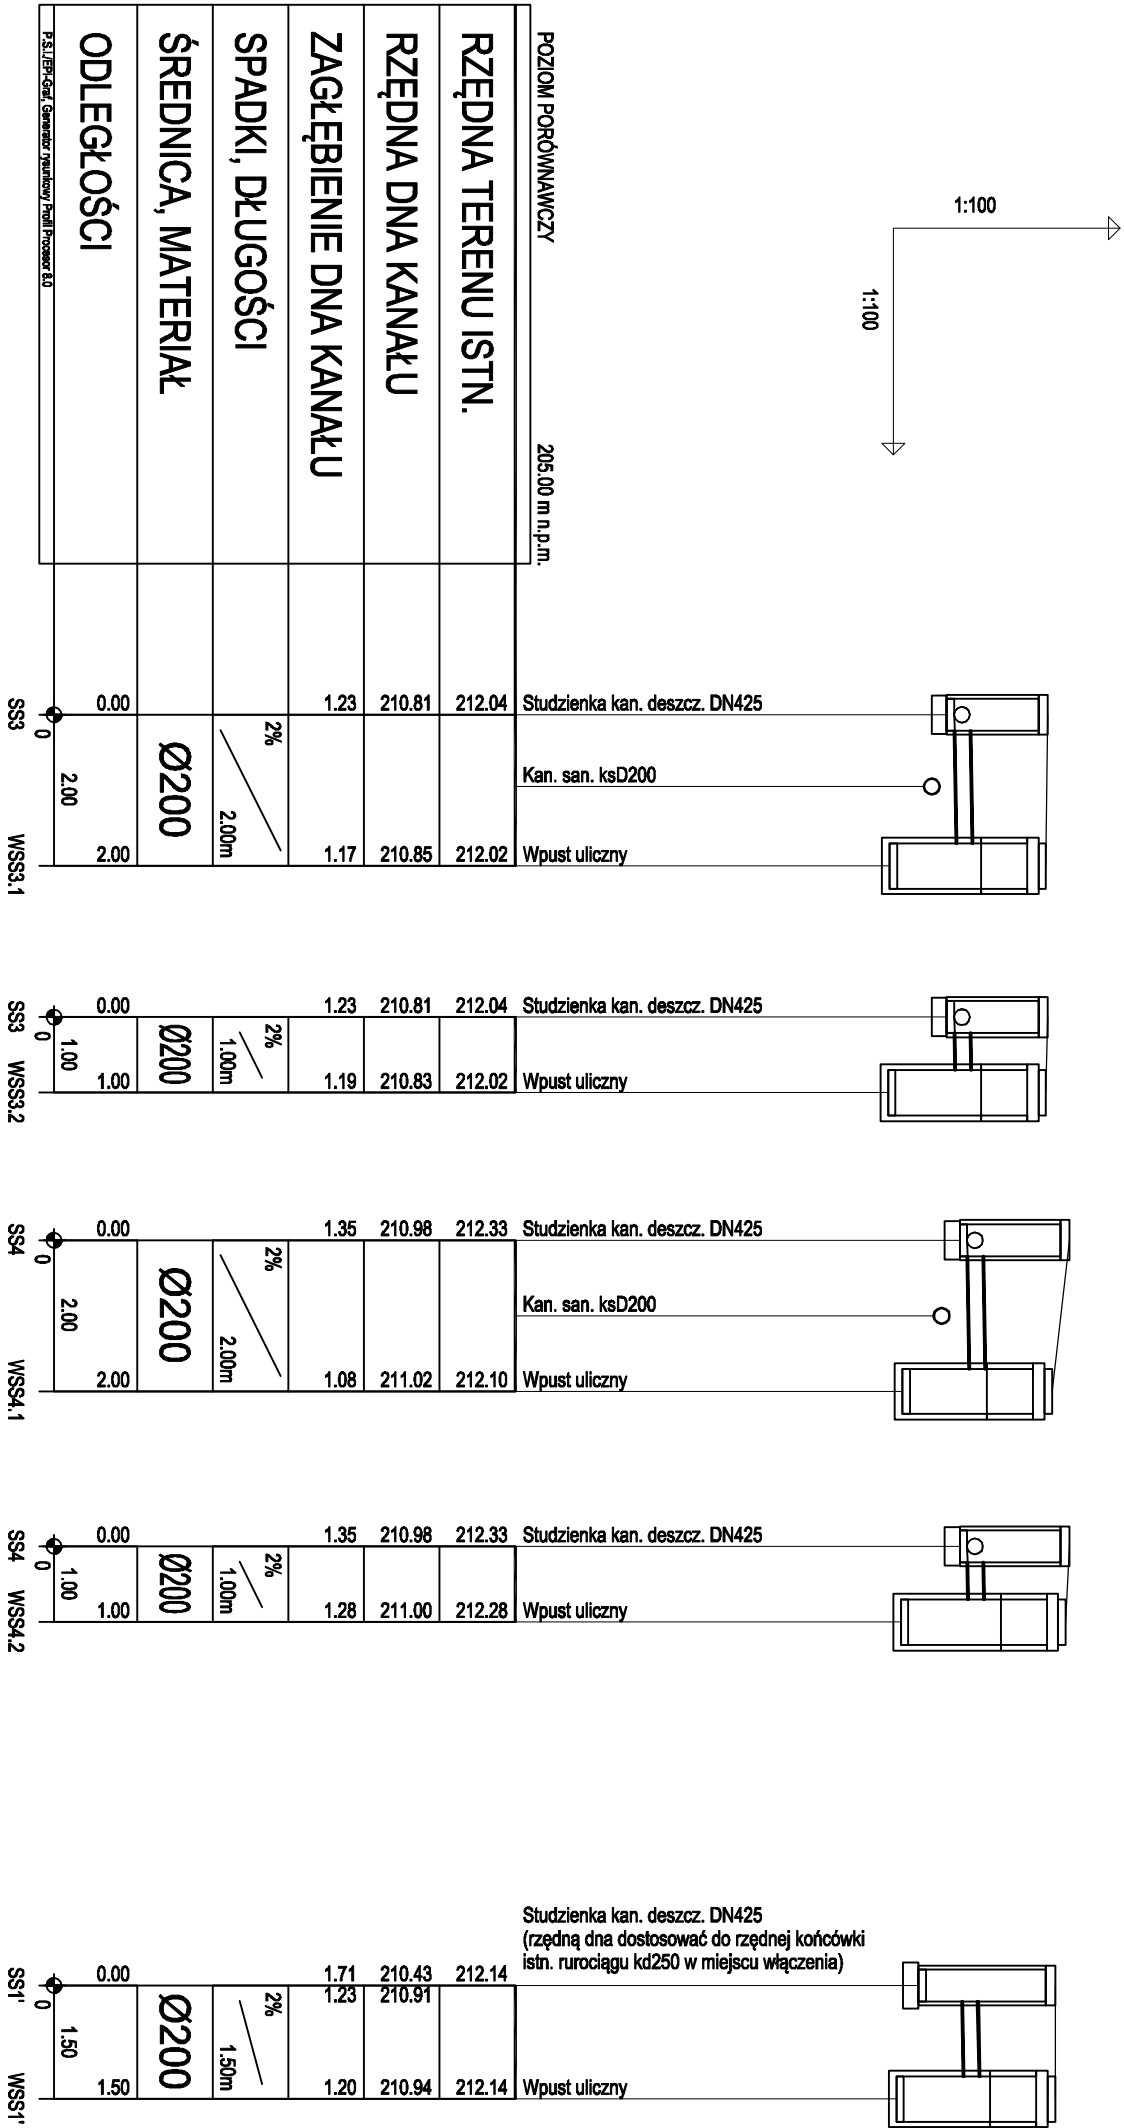 1:100
1:100
POZIOM PORÓWNAWCZY 205.00 m n.p.m.
RZĘDNA TERENU ISTN.
RZĘDNA DNA KANAŁU
ZAGŁĘBIENIE DNA KANAŁU
SPADKI, DŁUGOŚCI
ŚREDNICA, MATERIAŁ
ODLEGŁOŚCI
P.S.I./EPI-Graf, Generator rysunkowy Profil Processor 8.0
0.00 1.23 210.81 212.04 Studzienka kan. deszcz. DN425
Kan. san. ksD200
2.00 1.17 210.85 212.02 Wpust uliczny
2%
2.00m
Ø200
2.00
0
SS3
WSS3.1
0.00 1.23 210.81 212.04 Studzienka kan. deszcz. DN425
1.00 1.19 210.83 212.02 Wpust uliczny
2%
1.00m
Ø200
1.00
0
SS3
WSS3.2
0.00 1.35 210.98 212.33 Studzienka kan. deszcz. DN425
Kan. san. ksD200
2.00 1.08 211.02 212.10 Wpust uliczny
2%
2.00m
Ø200
2.00
0
SS4
WSS4.1
0.00 1.35 210.98 212.33 Studzienka kan. deszcz. DN425
1.00 1.28 211.00 212.28 Wpust uliczny
2%
1.00m
Ø200
1.00
0
SS4
WSS4.2
Studzienka kan. deszcz. DN425
(rzędną dna dostosować do rzędnej końcówki
istn. rurociągu kd250 w miejscu włączenia)
0.00 1.71 210.43 212.14
1.23 210.91
1.50 1.20 210.94 212.14 Wpust uliczny
2%
1.50m
Ø200
1.50
0
SS1'
WSS1'